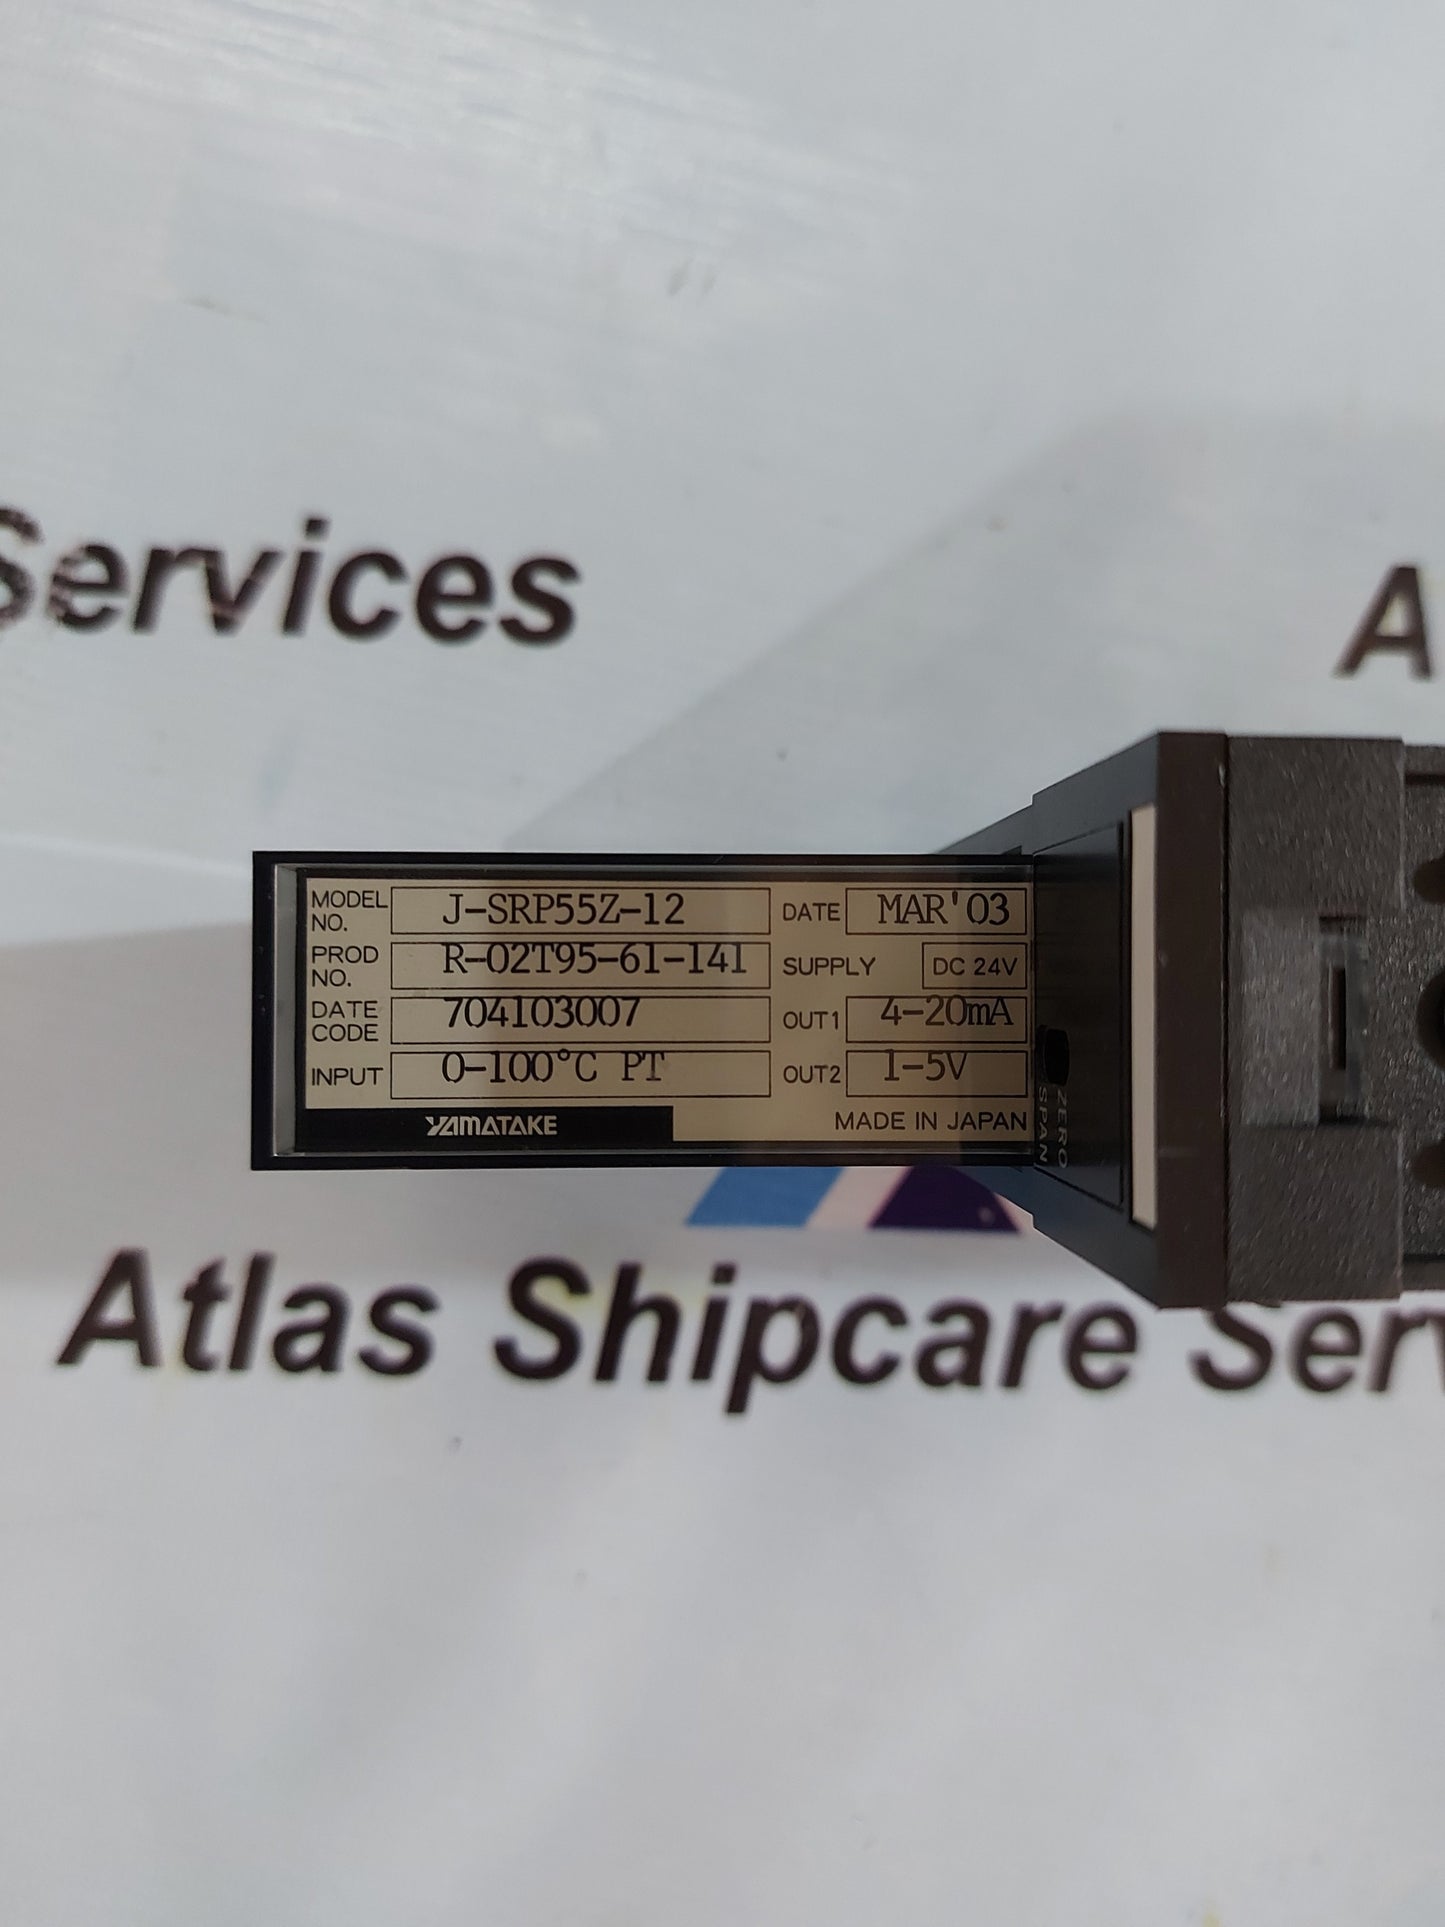 Services
A
MODEL NO. J-SRP55Z-12 DATE MAR'03
PROD NO. R-02T95-61-141 SUPPLY DC 24V
DATE CODE 704103007 OUT1 4-20mA
INPUT 0-100°C PT OUT2 1-5V
YAMATAKE MADE IN JAPAN
ZERO
SPAN
Atlas Shipcare Serv